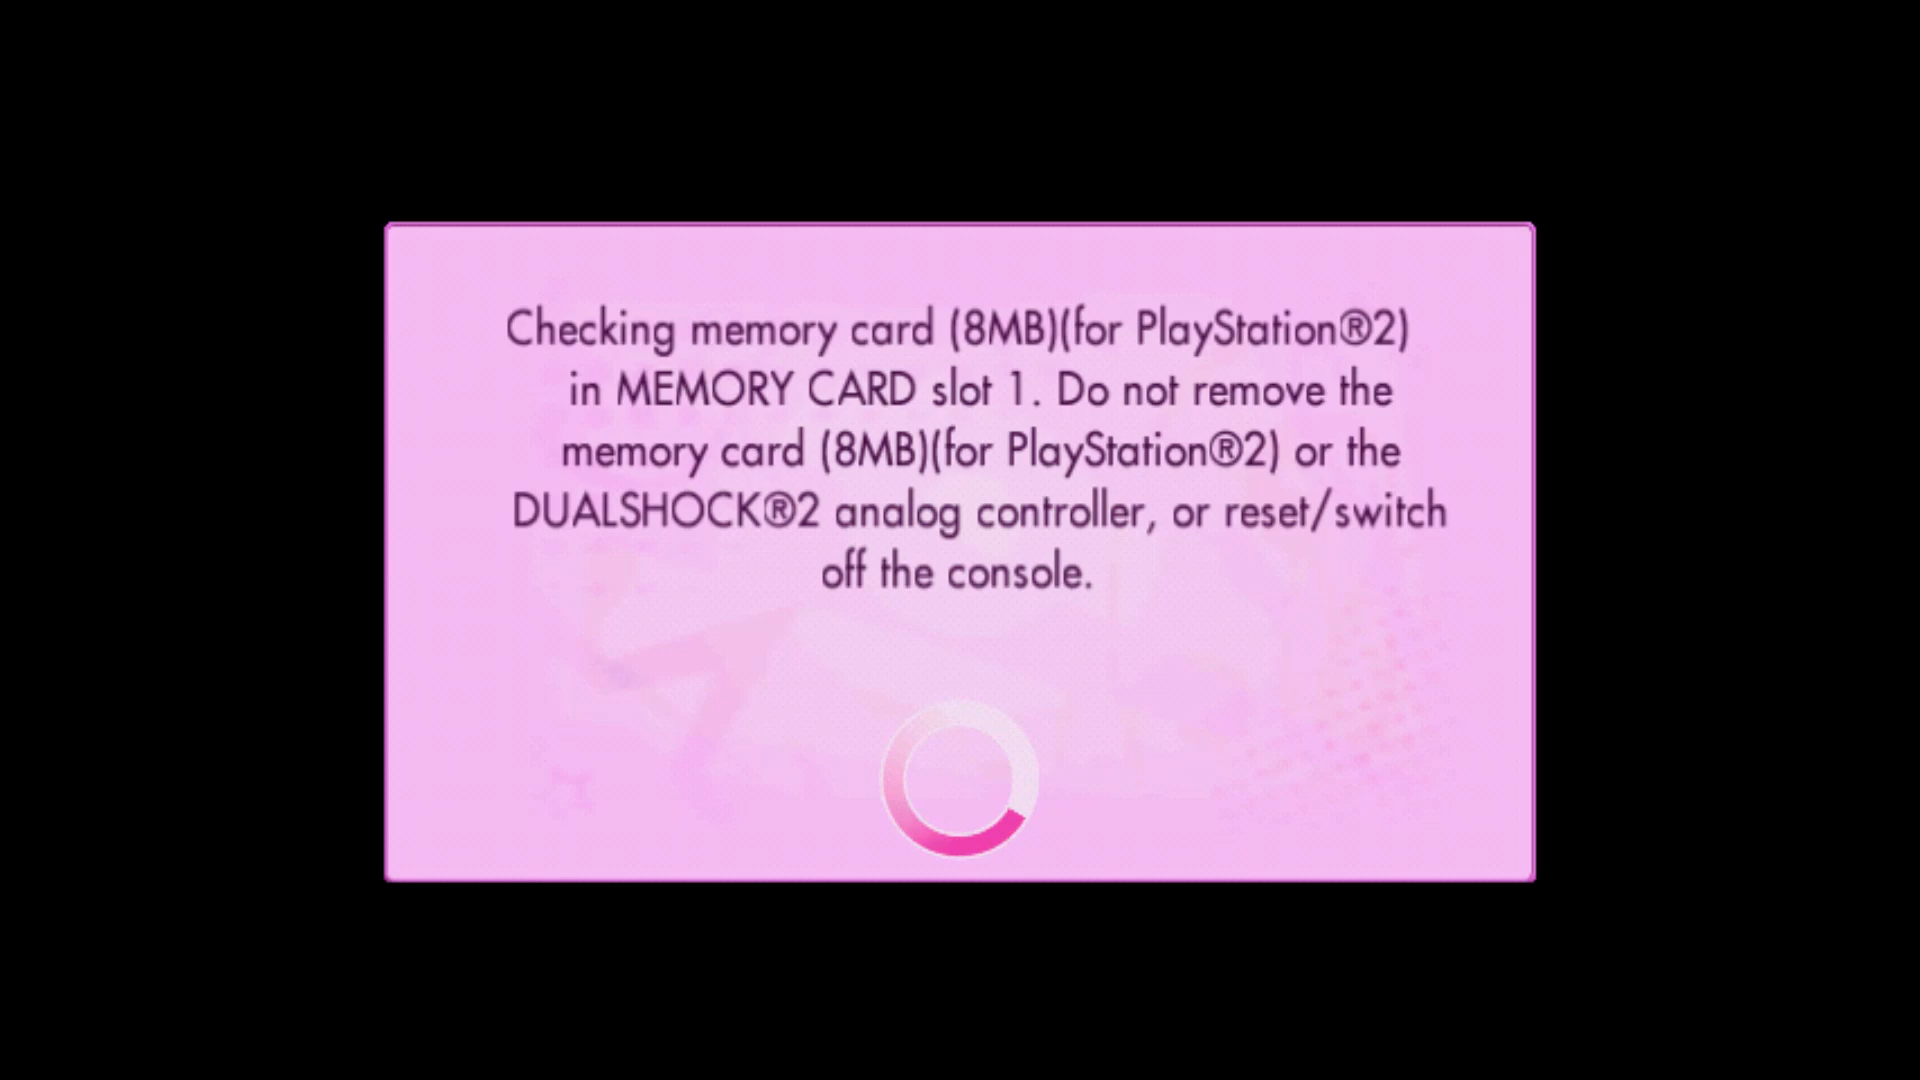 Checking memory card (8MB)(for PlayStation®2)
in MEMORY CARD slot 1. Do not remove the
memory card (8MB)(for PlayStation®2) or the
DUALSHOCK®2 analog controller, or reset/switch
off the console.